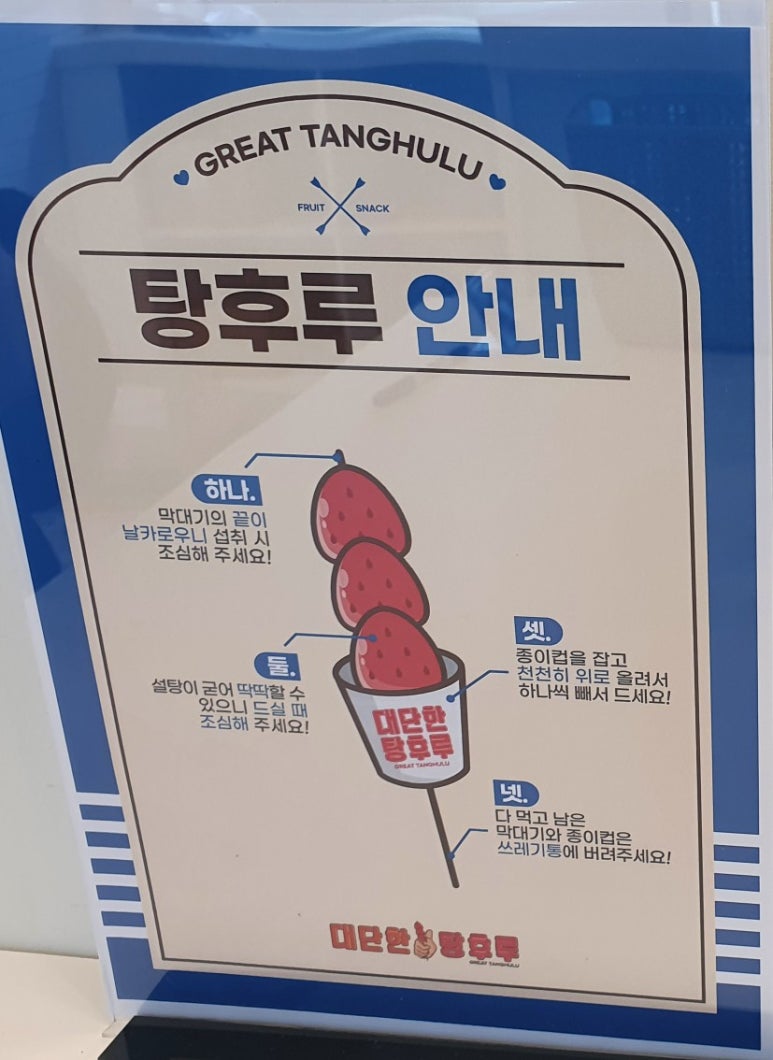 GREAT TANGHULU
FRUIT SNACK
탕후루 안내
하나.
막대기의 끝이
날카로우니 섭취 시
조심해 주세요!
둘.
설탕이 굳어 딱딱할 수
있으니 드실 때
조심해 주세요!
셋.
종이컵을 잡고
천천히 위로 올려서
하나씩 빼서 드세요!
대단한
탕후루
GREAT TANGHULU
넷.
다 먹고 남은
막대기와 종이컵은
쓰레기통에 버려주세요!
대단한 탕후루
GREAT TANGHULU